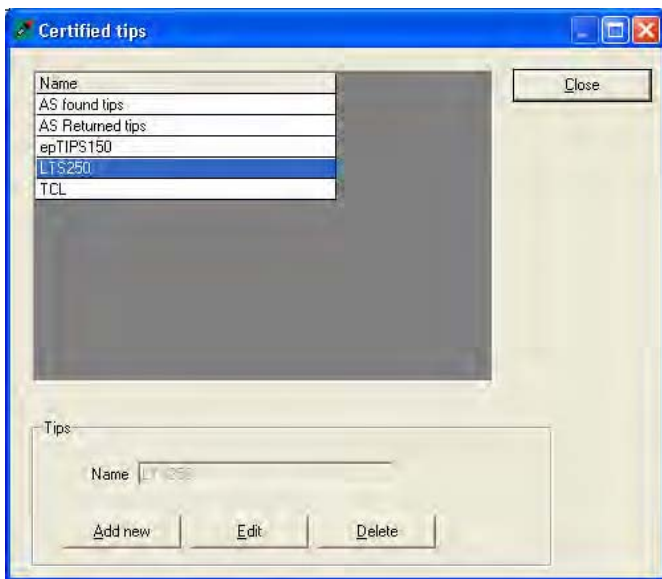 Certified tips
Name
Close
AS found tips
AS Returned tips
epTIPS150
LTS250
TCL
Tips
Name
Add new Edit Delete